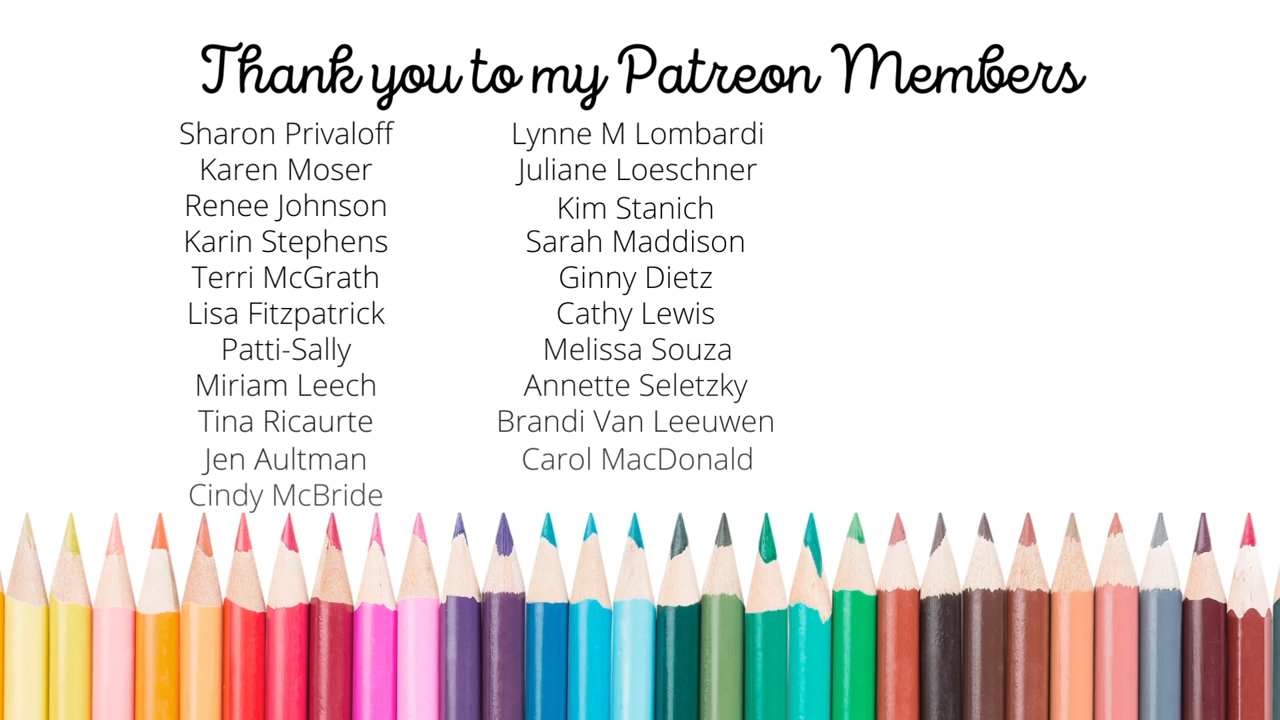 Thank you to my Patreon Members
Sharon Privaloff
Karen Moser
Renee Johnson
Karin Stephens
Terri McGrath
Lisa Fitzpatrick
Patti-Sally
Miriam Leech
Tina Ricaurte
Jen Aultman
Cindy McBride
Lynne M Lombardi
Juliane Loeschner
Kim Stanich
Sarah Maddison
Ginny Dietz
Cathy Lewis
Melissa Souza
Annette Seletzky
Brandi Van Leeuwen
Carol MacDonald